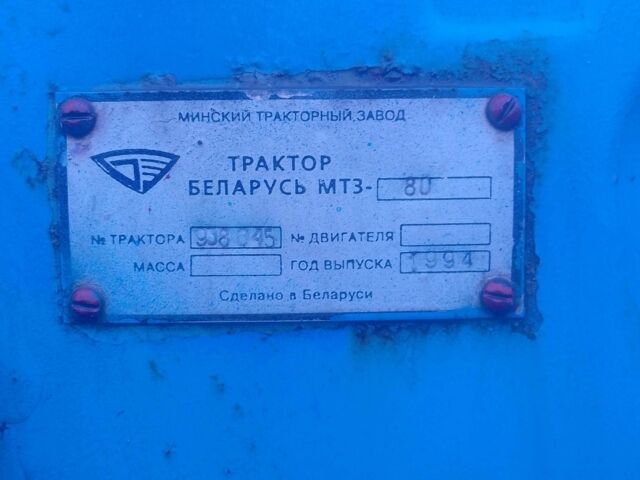 МИНСКИЙ ТРАКТОРНЫЙ ЗАВОД
ТРАКТОР
БЕЛАРУСЬ МТЗ- 80
№ ТРАКТОРА № ДВИГАТЕЛЯ
МАССА ГОД ВЫПУСКА 1994
Сделано в Беларуси